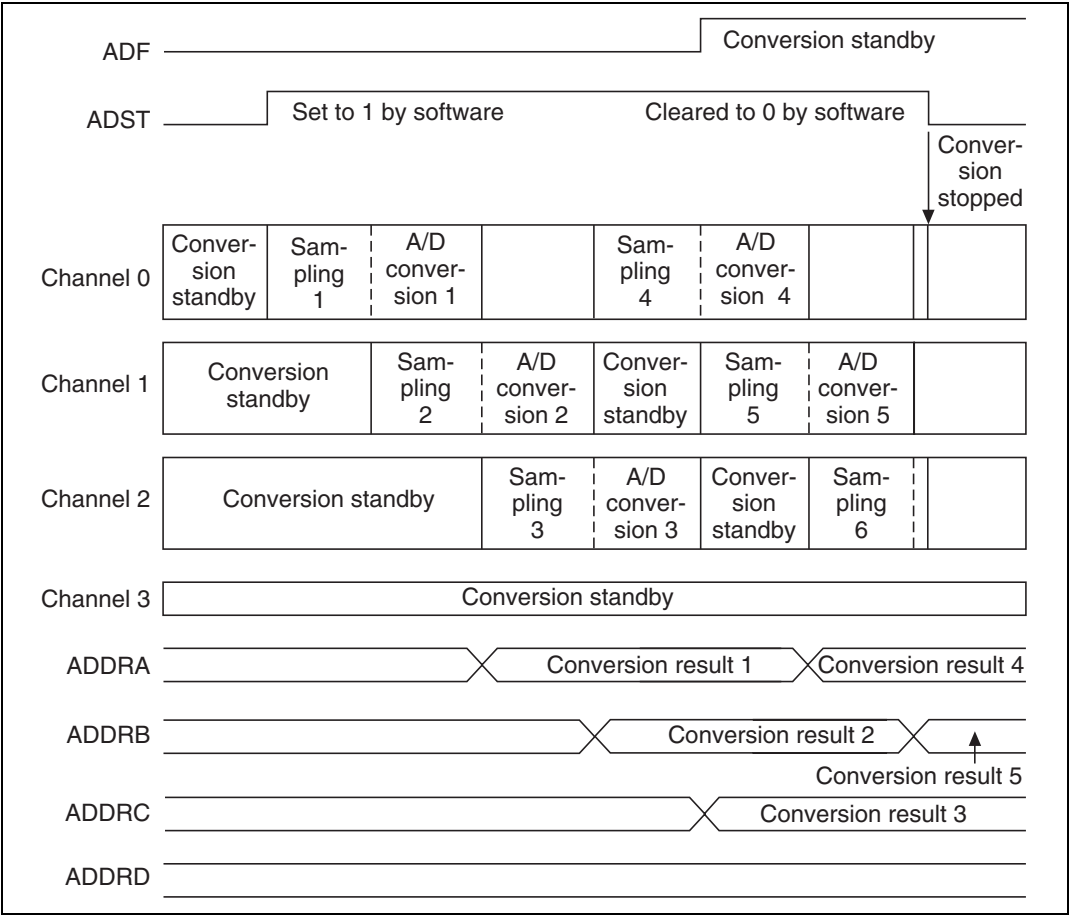 ADF
Conversion standby
ADST
Set to 1 by software
Cleared to 0 by software
Conver-
sion
stopped
Channel 0
Conver-
sion
standby
Sam-
pling
1
A/D
conver-
sion 1
Sam-
pling
4
A/D
conver-
sion 4
Channel 1
Conversion
standby
Sam-
pling
2
A/D
conver-
sion 2
Conver-
sion
standby
Sam-
pling
5
A/D
conver-
sion 5
Channel 2
Conversion standby
Sam-
pling
3
A/D
conver-
sion 3
Conver-
sion
standby
Sam-
pling
6
Channel 3
Conversion standby
ADDRA
Conversion result 1
Conversion result 4
ADDRB
Conversion result 2
Conversion result 5
ADDRC
Conversion result 3
ADDRD